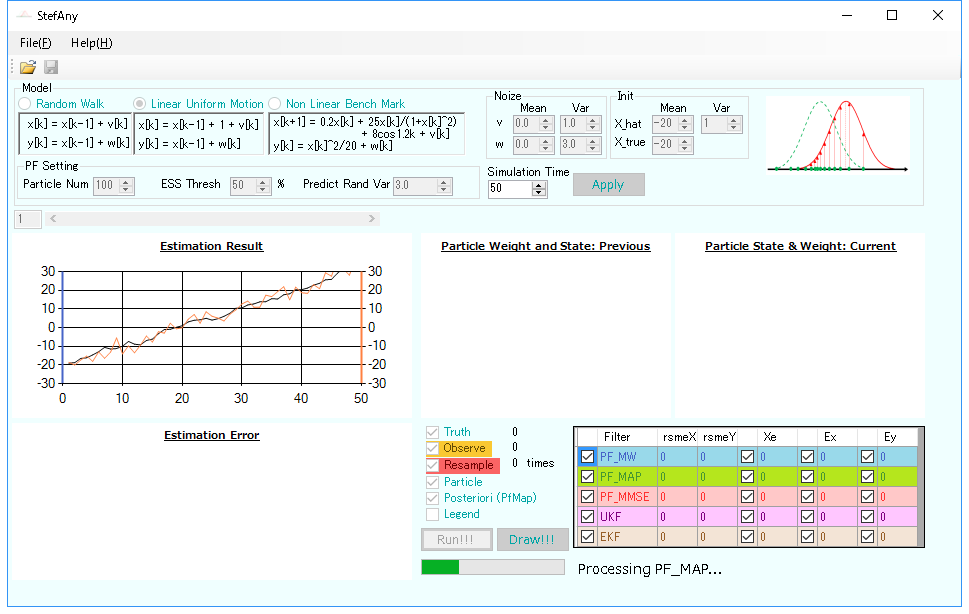 StefAny
File(F) Help(H)
Model
Random Walk Linear Uniform Motion Non Linear Bench Mark
x[k] = x[k-1] + v[k]
y[k] = x[k-1] + w[k]
x[k] = x[k-1] + 1 + v[k]
y[k] = x[k-1] + w[k]
x[k+1] = 0.2x[k] + 25x[k]/(1+x[k]^2)
+ 8cos1.2k + v[k]
y[k] = x[k]^2/20 + w[k]
PF Setting
Particle Num 100 ESS Thresh 50 % Predict Rand Var 3.0
Noize
Mean Var
v 0.0 1.0
w 0.0 3.0
Init
Mean Var
X_hat -20 1
X_true -20
Simulation Time
50 Apply
1
Estimation Result
30 30
20 20
10 10
0 0
-10 -10
-20 -20
-30 -30
0 10 20 30 40 50
Particle Weight and State: Previous
Particle State & Weight: Current
Estimation Error
Truth 0
Observe 0
Resample 0 times
Particle
Posteriori (PfMap)
Legend
Run!!! Draw!!!
Filter rsmeX rsmeY Xe Ex Ey
PF_MW 0 0 0 0 0
PF_MAP 0 0 0 0 0
PF_MMSE 0 0 0 0 0
UKF 0 0 0 0 0
EKF 0 0 0 0 0
Processing PF_MAP...